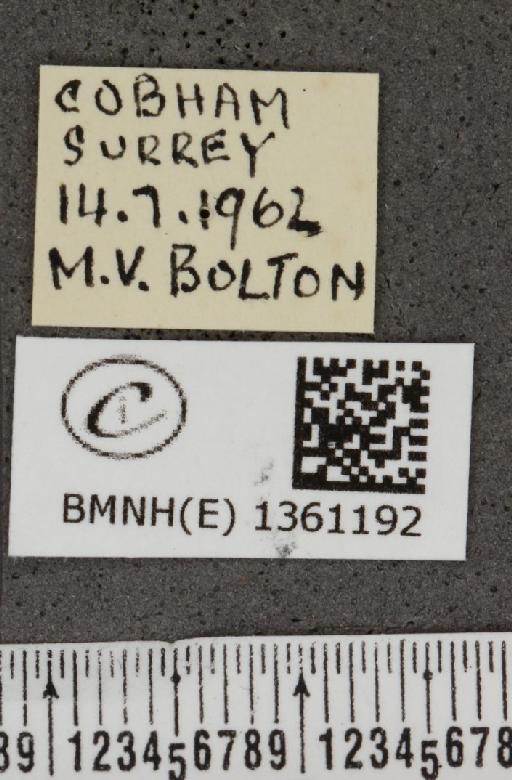 COBHAM
SURREY
14.7.1962
M.V. BOLTON
C
BMNH(E) 1361192
89 123456789 12345678